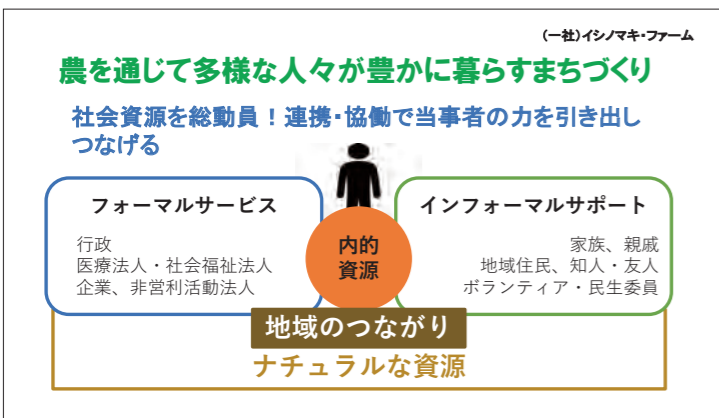 (一社)イシノマキ・ファーム
農を通じて多様な人々が豊かに暮らすまちづくり
社会資源を総動員！連携・協働で当事者の力を引き出し
つなげる
フォーマルサービス
行政
医療法人・社会福祉法人
企業、非営利活動法人
内的
資源
インフォーマルサポート
家族、親戚
地域住民、知人・友人
ボランティア・民生委員
地域のつながり
ナチュラルな資源